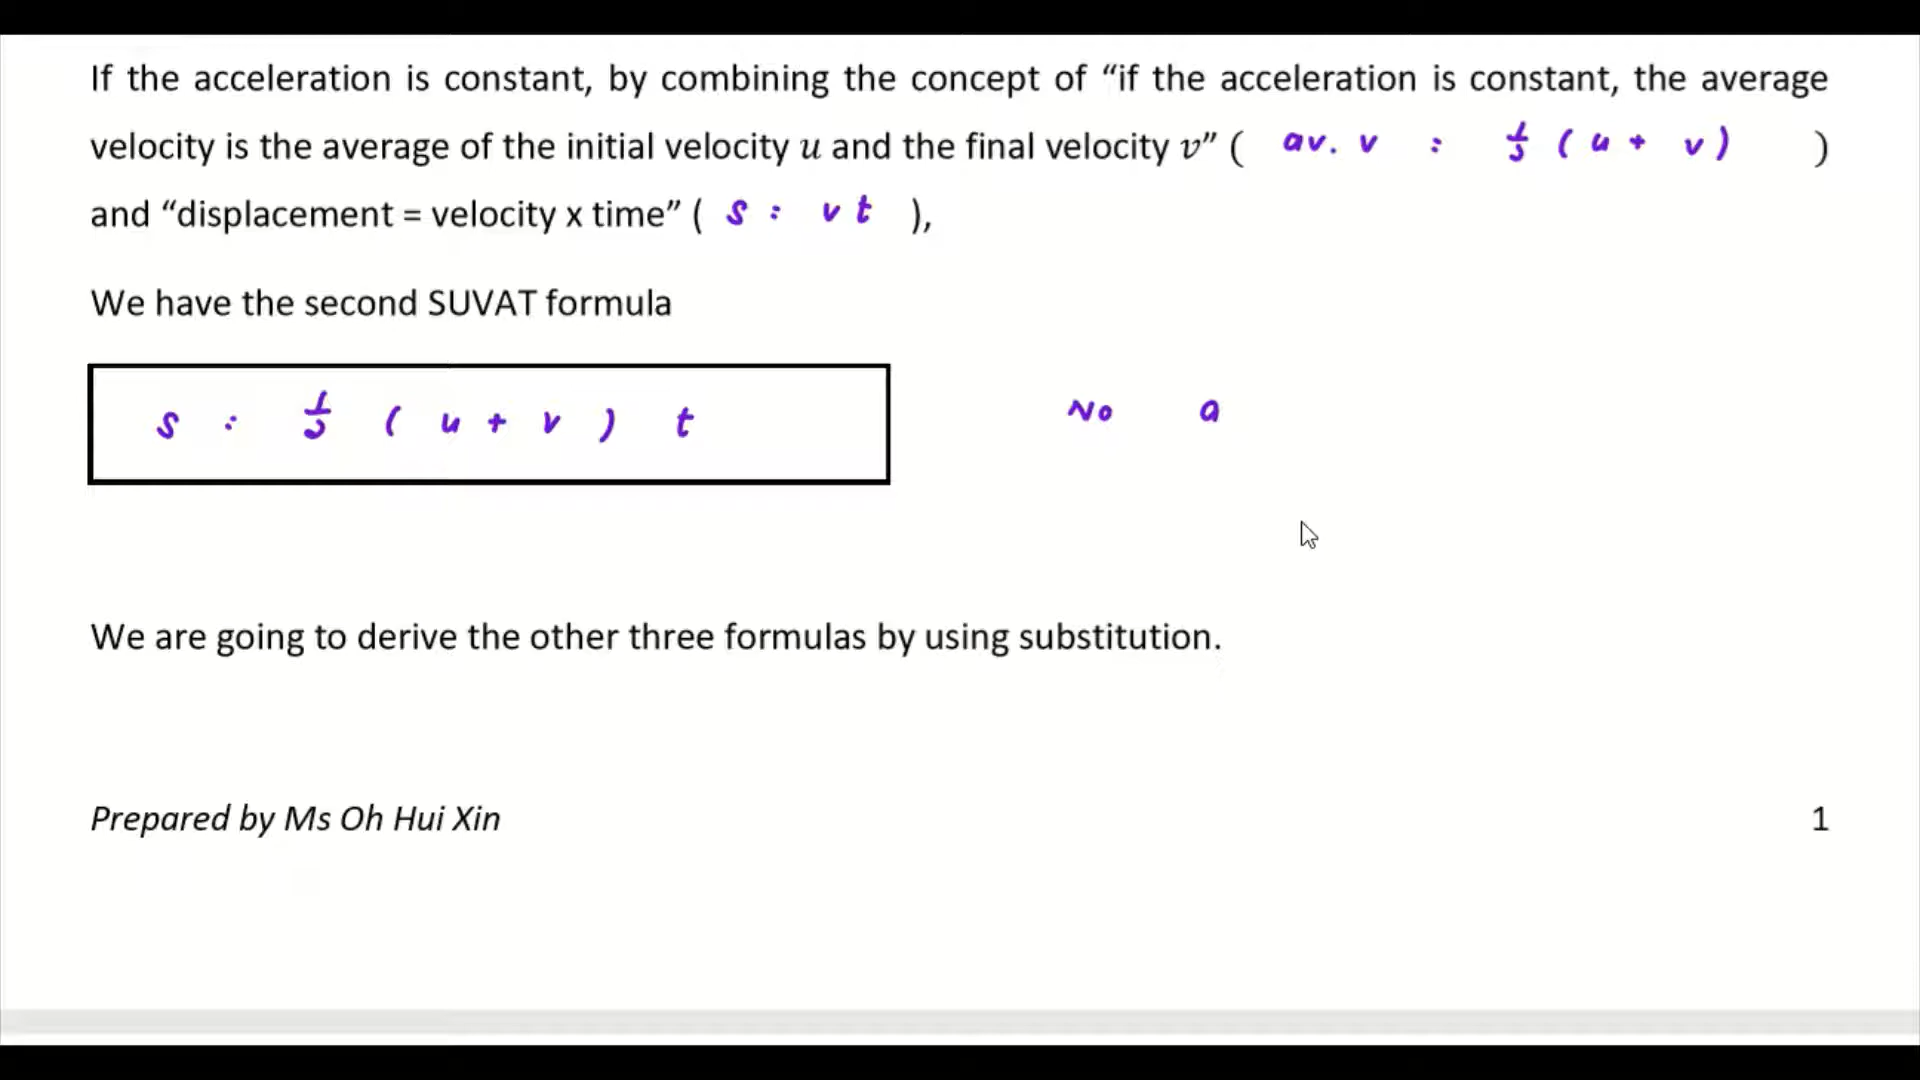 If the acceleration is constant, by combining the concept of “if the acceleration is constant, the average
velocity is the average of the initial velocity u and the final velocity v” ( av. v = ½ ( u + v ) )
and “displacement = velocity x time” ( s = vt ),
We have the second SUVAT formula
s = ½ ( u + v ) t
No a
We are going to derive the other three formulas by using substitution.
Prepared by Ms Oh Hui Xin
1